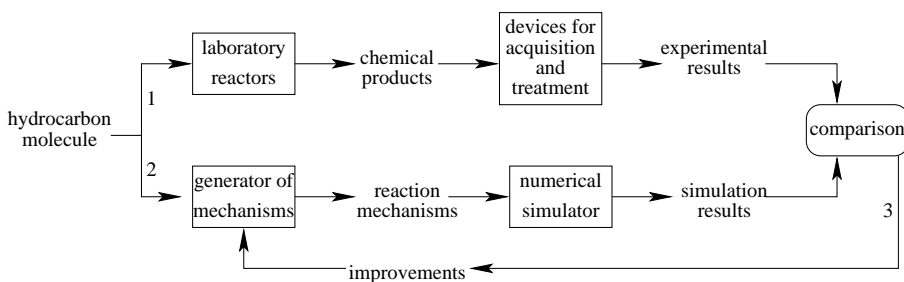 laboratory
reactors
chemical
products
devices for
acquisition
and
treatment
experimental
results
1
hydrocarbon
molecule
comparison
2
generator of
mechanisms
reaction
mechanisms
numerical
simulator
simulation
results
3
improvements